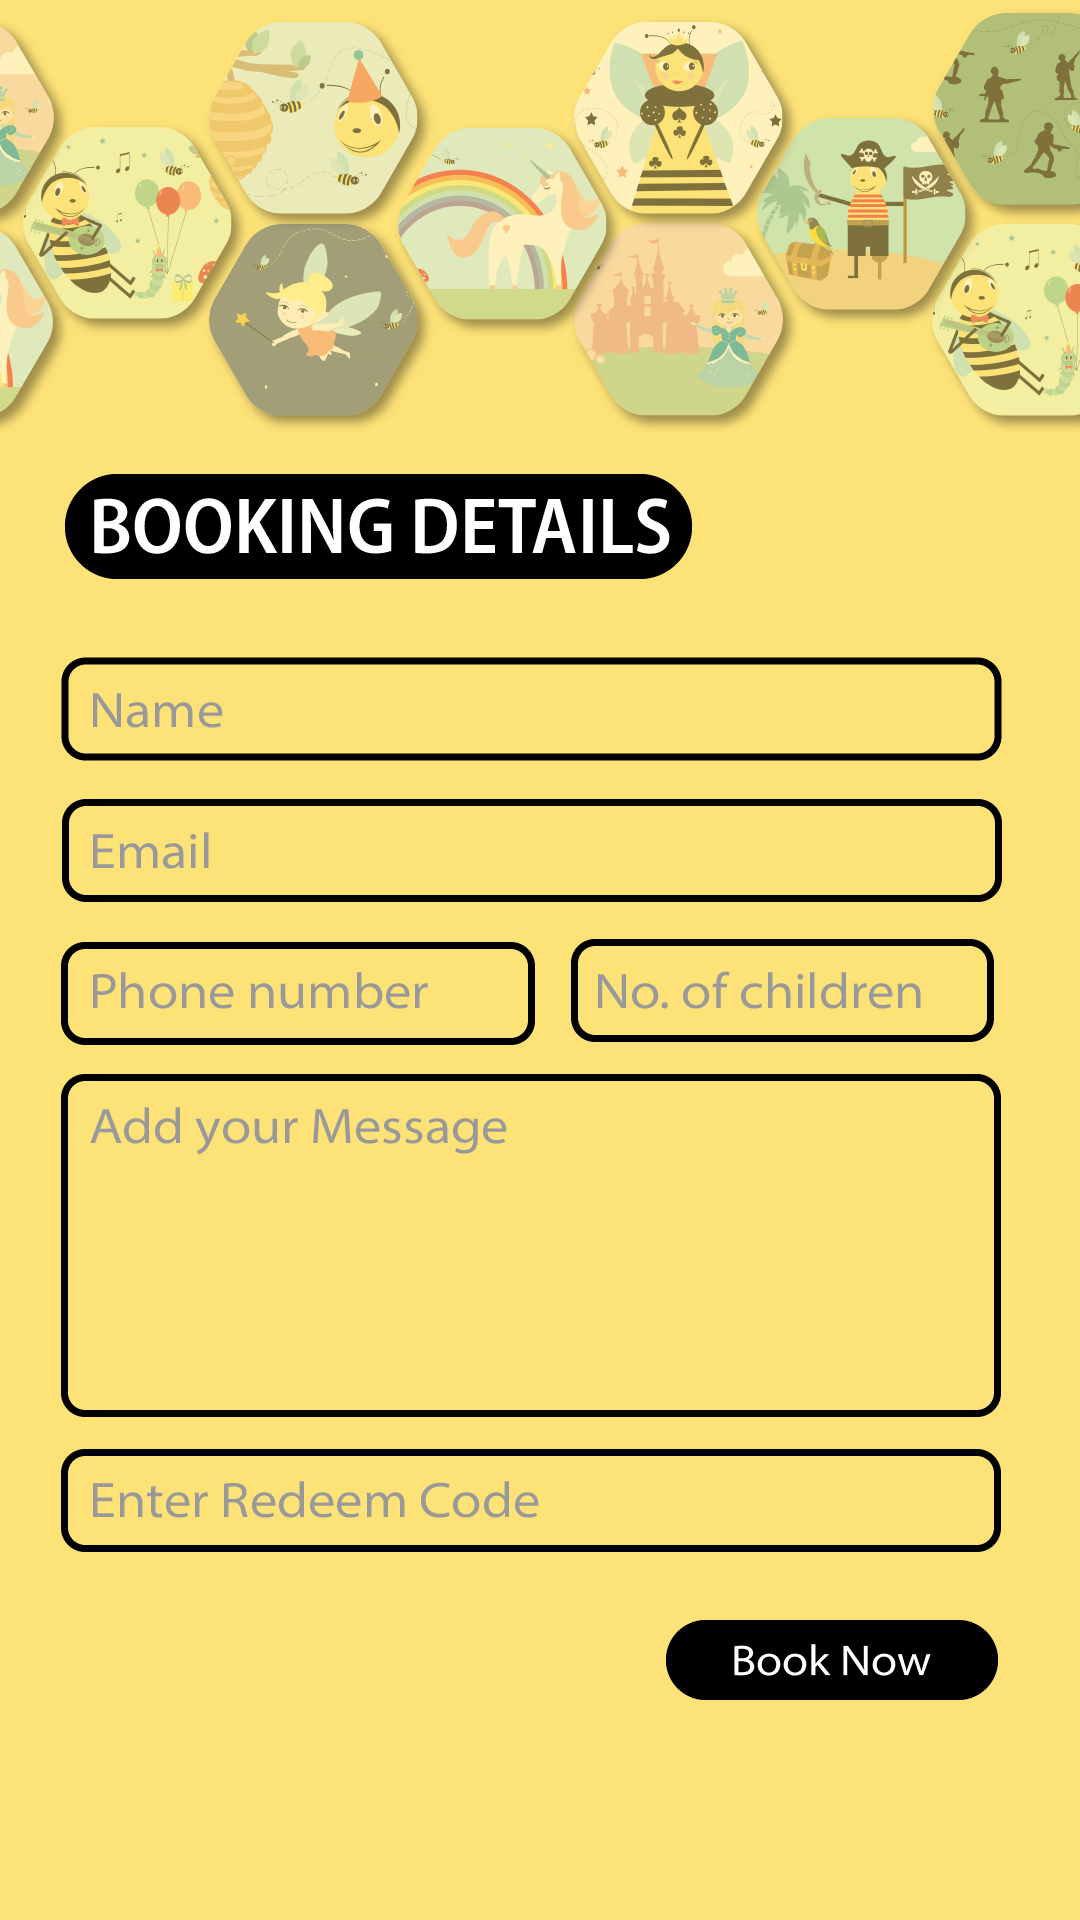 BOOKING DETAILS
Name
Email
Phone number
No. of children
Add your Message
Enter Redeem Code
Book Now